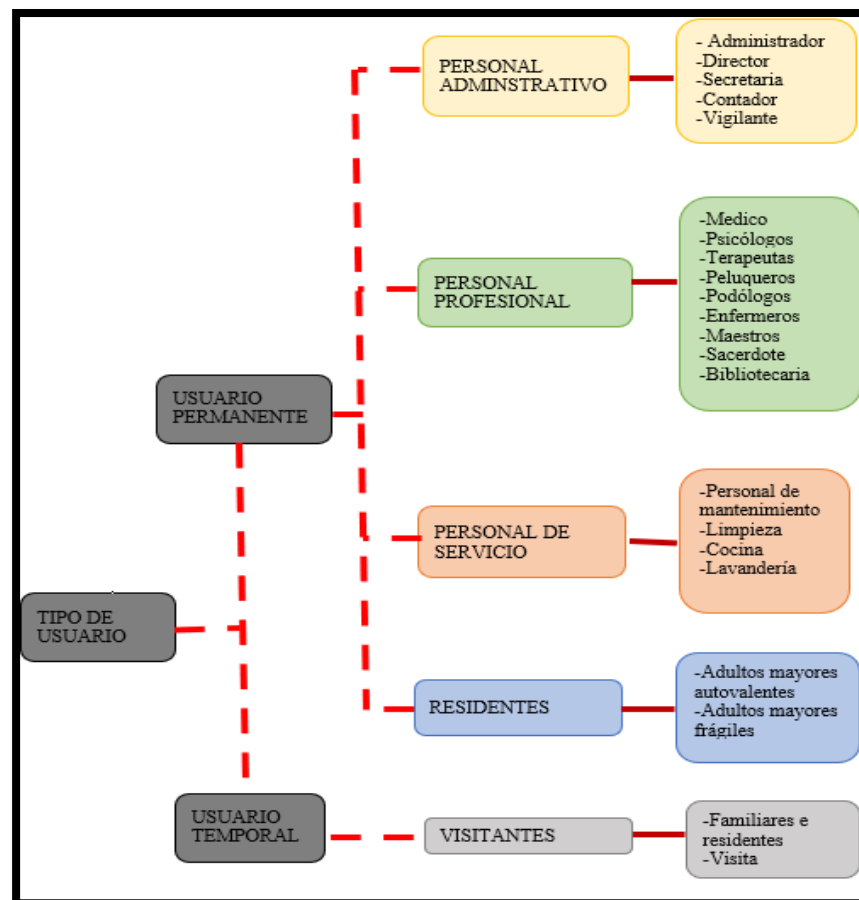 PERSONAL
ADMINSTRATIVO
- Administrador
-Director
-Secretaria
-Contador
-Vigilante
PERSONAL
PROFESIONAL
-Medico
-Psicólogos
-Terapeutas
-Peluqueros
-Podólogos
-Enfermeros
-Maestros
-Sacerdote
-Bibliotecaria
USUARIO
PERMANENTE
PERSONAL DE
SERVICIO
-Personal de
mantenimiento
-Limpieza
-Cocina
-Lavandería
TIPO DE
USUARIO
RESIDENTES
-Adultos mayores
autovalentes
-Adultos mayores
frágiles
USUARIO
TEMPORAL
VISITANTES
-Familiares e
residentes
-Visita